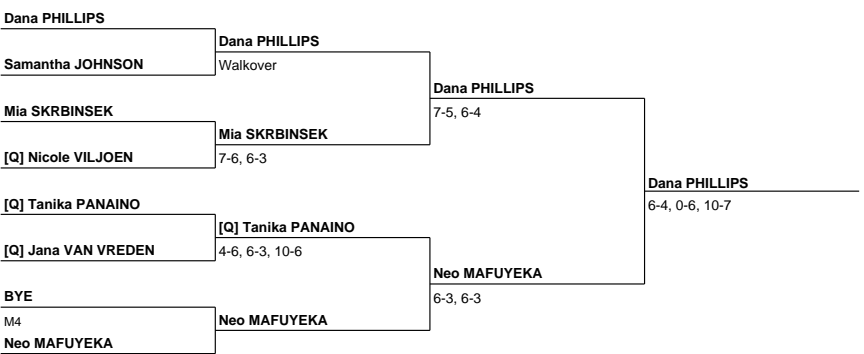 Dana PHILLIPS
Samantha JOHNSON
Mia SKRBINSEK
[Q] Nicole VILJOEN
[Q] Tanika PANAINO
[Q] Jana VAN VREDEN
BYE
M4
Neo MAFUYEKA
Dana PHILLIPS
Walkover
Mia SKRBINSEK
7-6, 6-3
[Q] Tanika PANAINO
4-6, 6-3, 10-6
Neo MAFUYEKA
Dana PHILLIPS
7-5, 6-4
Neo MAFUYEKA
6-3, 6-3
Dana PHILLIPS
6-4, 0-6, 10-7